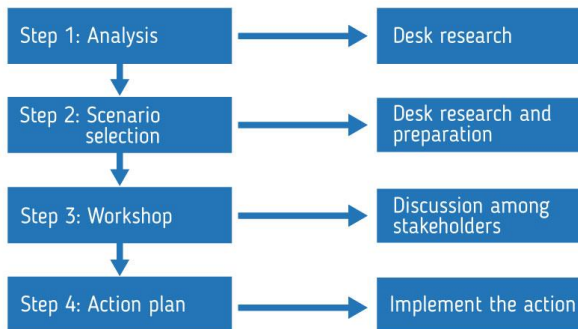 Step 1: Analysis
Desk research
Step 2: Scenario
selection
Desk research and
preparation
Step 3: Workshop
Discussion among
stakeholders
Step 4: Action plan
Implement the action